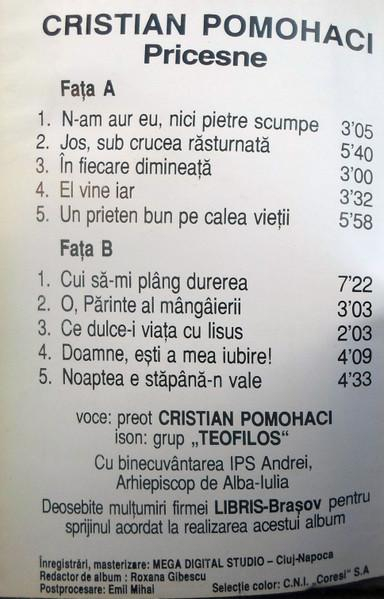 CRISTIAN POMOHACI
Pricesne
Fața A
1. N-am aur eu, nici pietre scumpe 3'05
2. Jos, sub crucea răsturnată 5'40
3. În fiecare dimineață 3'00
4. El vine iar 3'32
5. Un prieten bun pe calea vieții 5'58
Fața B
1. Cui să-mi plâng durerea 7'22
2. O, Părinte al mângâierii 3'03
3. Ce dulce-i viața cu Iisus 2'03
4. Doamne, ești a mea iubire! 4'09
5. Noaptea e stăpână-n vale 4'33
voce: preot CRISTIAN POMOHACI
ison: grup „TEOFILOS“
Cu binecuvântarea IPS Andrei,
Arhiepiscop de Alba-Iulia
Deosebite mulțumiri firmei LIBRIS-Brașov pentru
sprijinul acordat la realizarea acestui album
Înregistrări, masterizare: MEGA DIGITAL STUDIO – Cluj-Napoca
Redactor de album : Roxana Gibescu
Postprocesare: Emil Mihai Selecție color: C.N.I. „Coresi" S.A